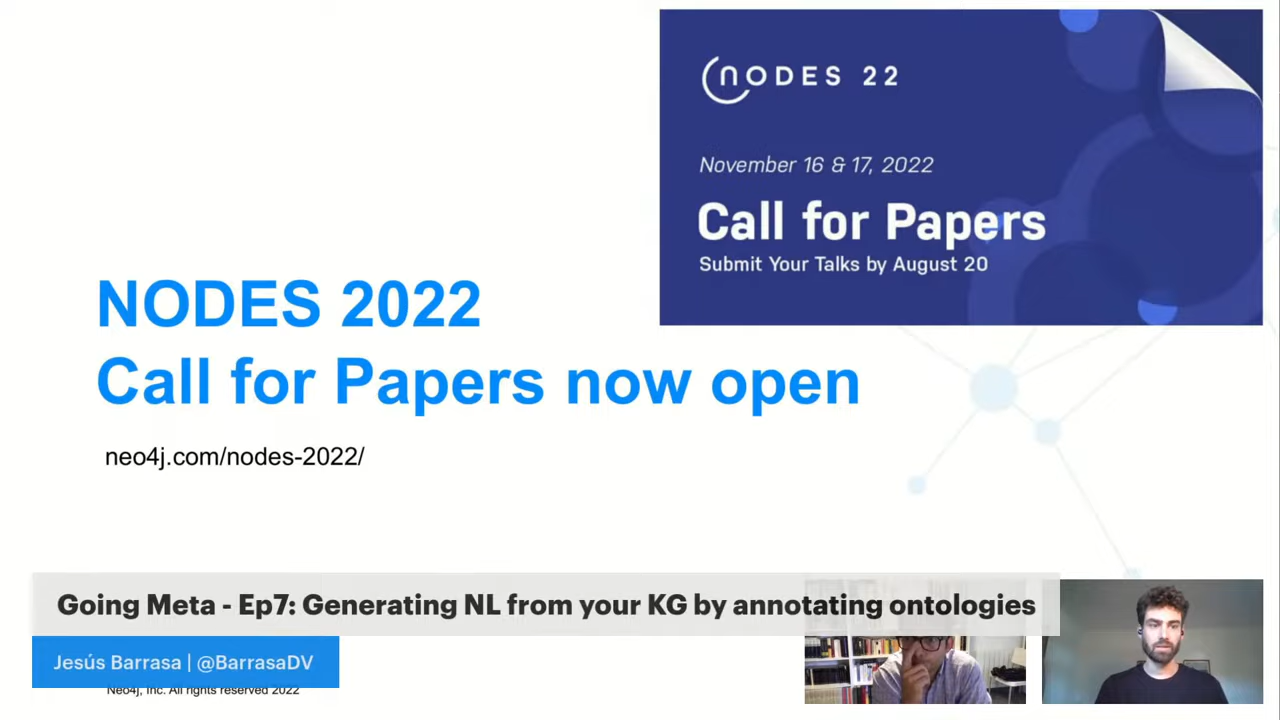 NODES 22
November 16 & 17, 2022
Call for Papers
Submit Your Talks by August 20
NODES 2022
Call for Papers now open
neo4j.com/nodes-2022/
Going Meta - Ep7: Generating NL from your KG by annotating ontologies
Jesús Barrasa | @BarrasaDV
Neo4j, Inc. All rights reserved 2022